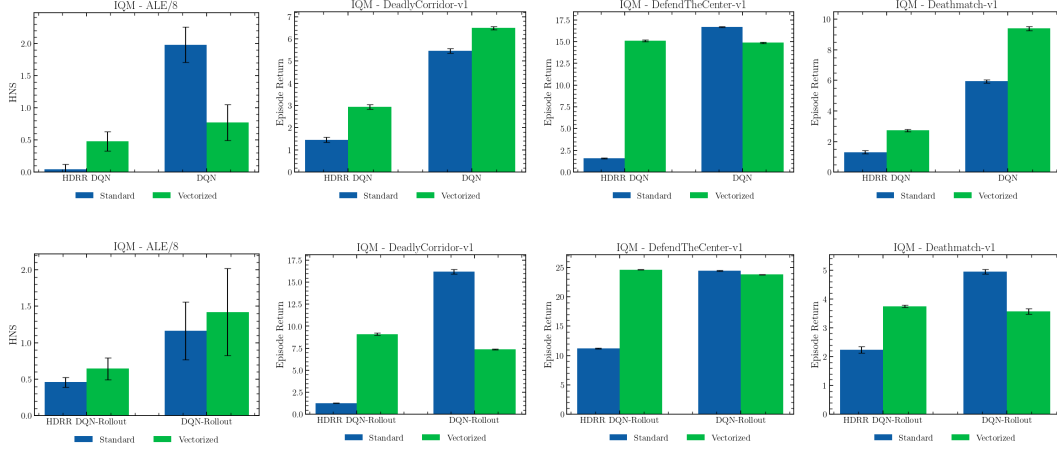 IQM - ALE/8
HNS
2.0
1.5
1.0
0.5
0.0
HDRR DQN
DQN
Standard
Vectorized
IQM - DeadlyCorridor-v1
Episode Return
7
6
5
4
3
2
1
0
HDRR DQN
DQN
Standard
Vectorized
IQM - DefendTheCenter-v1
Episode Return
17.5
15.0
12.5
10.0
7.5
5.0
2.5
0.0
HDRR DQN
DQN
Standard
Vectorized
IQM - Deathmatch-v1
Episode Return
10
8
6
4
2
0
HDRR DQN
DQN
Standard
Vectorized
IQM - ALE/8
HNS
2.0
1.5
1.0
0.5
0.0
HDRR DQN-Rollout
DQN-Rollout
Standard
Vectorized
IQM - DeadlyCorridor-v1
Episode Return
17.5
15.0
12.5
10.0
7.5
5.0
2.5
0.0
HDRR DQN-Rollout
DQN-Rollout
Standard
Vectorized
IQM - DefendTheCenter-v1
Episode Return
25
20
15
10
5
0
HDRR DQN-Rollout
DQN-Rollout
Standard
Vectorized
IQM - Deathmatch-v1
Episode Return
5
4
3
2
1
0
HDRR DQN-Rollout
DQN-Rollout
Standard
Vectorized